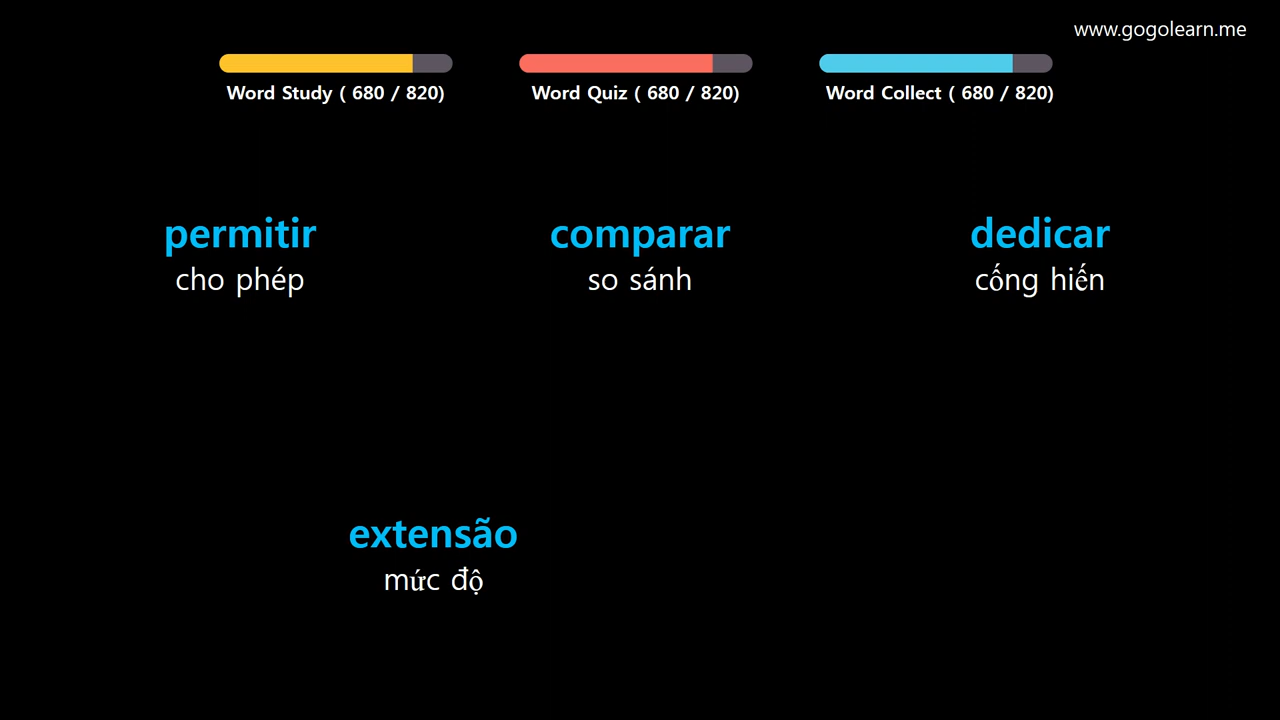 www.gogolearn.me
Word Study ( 680 / 820)
Word Quiz ( 680 / 820)
Word Collect ( 680 / 820)
permitir
cho phép
comparar
so sánh
dedicar
cống hiến
extensão
mức độ